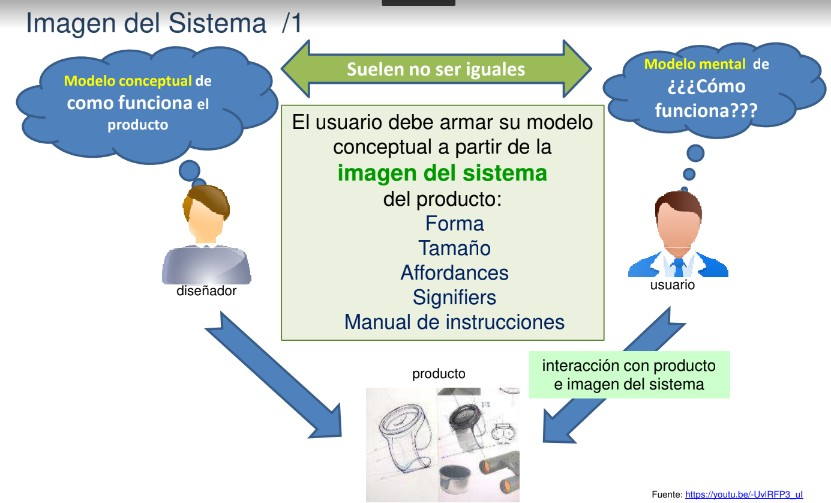 Imagen del Sistema /1
Modelo conceptual de
como funciona el
producto
Suelen no ser iguales
Modelo mental de
¿¿¿Cómo
funciona???
El usuario debe armar su modelo
conceptual a partir de la
imagen del sistema
del producto:
Forma
Tamaño
Affordances
Signifiers
Manual de instrucciones
diseñador
usuario
producto
interacción con producto
e imagen del sistema
Fuente: https://youtu.be/-UvlRFP3_uI